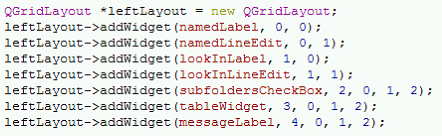 QGridLayout *leftLayout = new QGridLayout;
leftLayout->addWidget(namedLabel, 0, 0);
leftLayout->addWidget(namedLineEdit, 0, 1);
leftLayout->addWidget(lookInLabel, 1, 0);
leftLayout->addWidget(lookInLineEdit, 1, 1);
leftLayout->addWidget(subfoldersCheckBox, 2, 0, 1, 2);
leftLayout->addWidget(tableWidget, 3, 0, 1, 2);
leftLayout->addWidget(messageLabel, 4, 0, 1, 2);